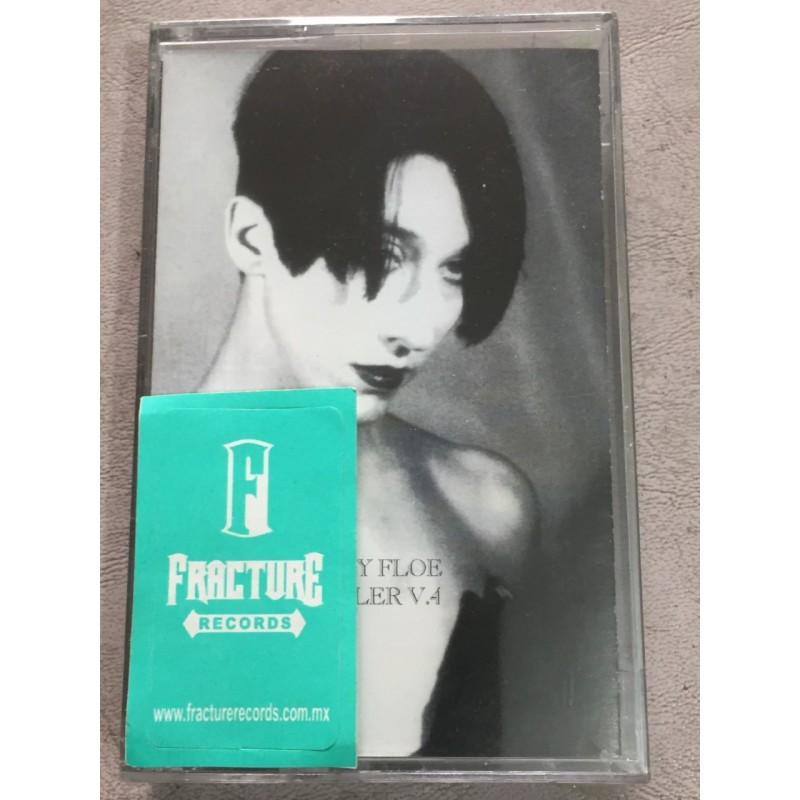 Y FLOE
LER V.4
F
FRACTURE
RECORDS
www.fracturerecords.com.mx